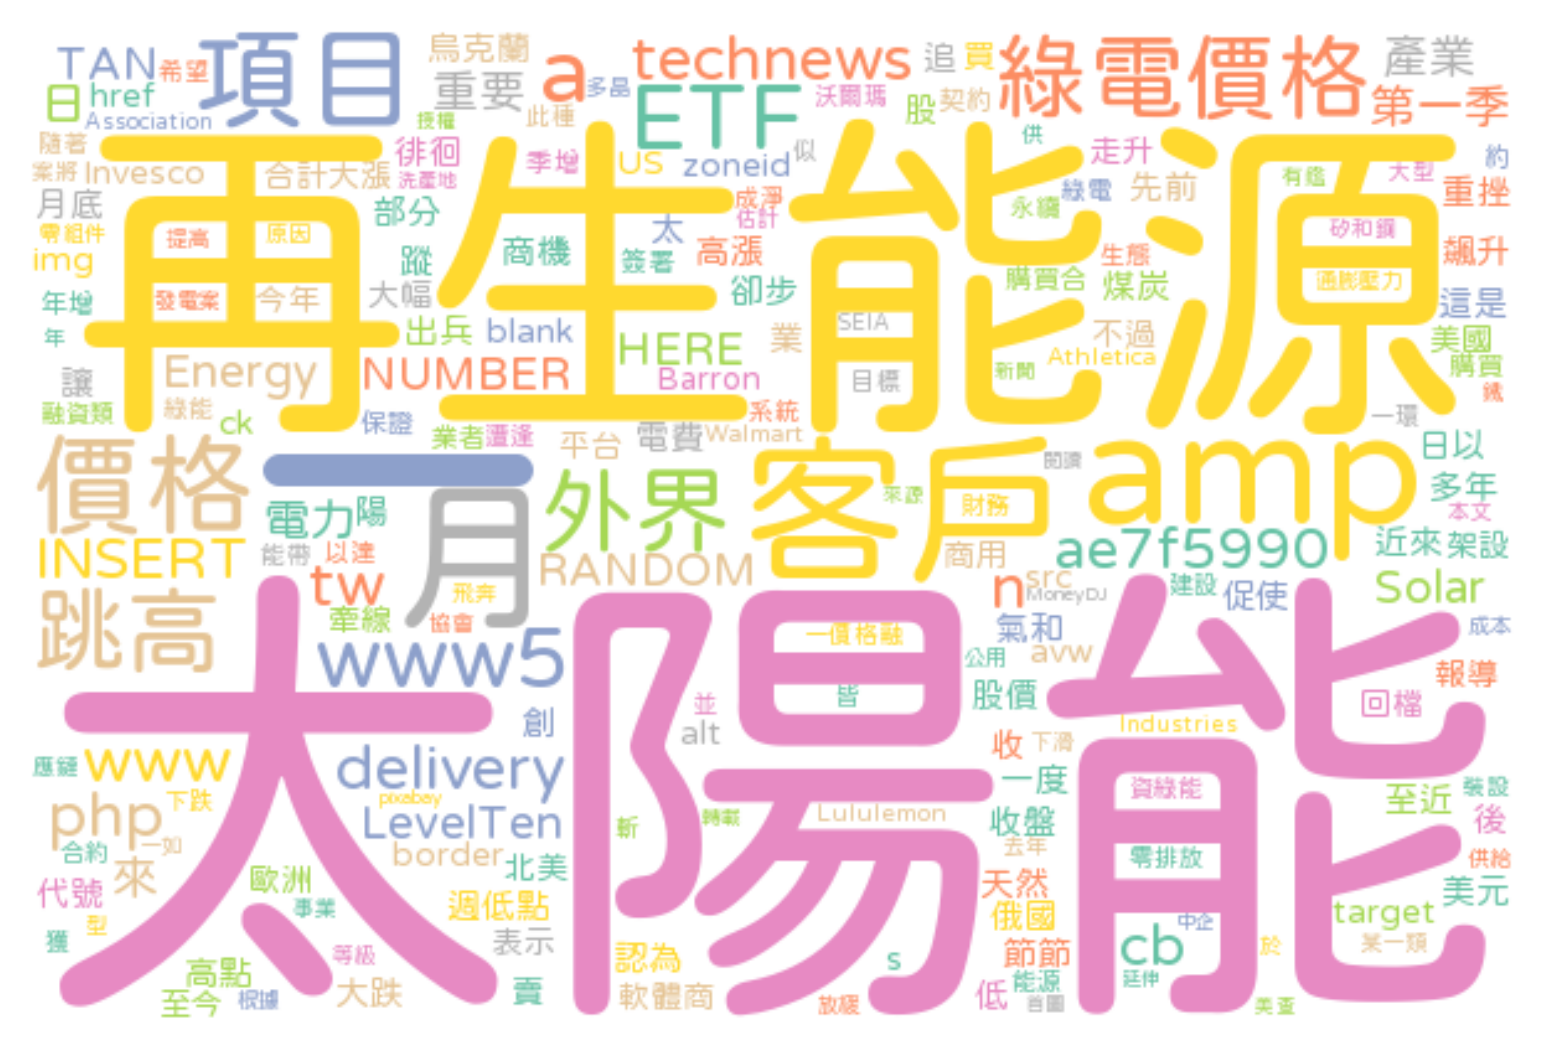 TAN
希望
項目
烏克蘭
重要
a
多晶
technews
ETF
沃爾瑪
追
買
綠電價格
產業
日
href
Association
授權
此種
股
契約
第一季
隨著
案將
Invesco
合計大漲
徘徊
洗產地
季增
US
zoneid
似
供
走升
大型
約
再生能源
月底
部分
太
成淨
估計
綠電
永續
先前
有鑑
重挫
零組件
img
提高
原因
蹤
商機
簽署
高漲
生態
矽和鋼
飆升
年增
發電案
今年
大幅
卻步
購買合
煤炭
通膨壓力
這是
年
出兵
blank
HERE
業
SEIA
不過
美國
讓
Energy
NUMBER
Barron
目標
新聞
Athletica
購買
鐵
融資類
綠能
ck
保證
業者
遭逢
平台
電費
系統
Walmart
一環
價格
一
月
外界
客戶
閱讀
amp
日以
電力
陽
來源
財務
多年
本文
INSERT
能帶
以達
RANDOM
商用
ae7f5990
近來
架設
跳高
tw
飛奔
n
src
MoneyDJ
建設
促使
Solar
牽線
協會
一價格融
氣和
avw
成本
www5
公用
太陽能
創
並
alt
皆
股價
回檔
報導
Industries
應鏈
www
delivery
收
下滑
php
下跌
pixabay
一度
資綠能
至近
裝設
LevelTen
斬
轉載
Lululemon
收盤
後
合約
一如
border
北美
去年
零排放
供給
代號
來
歐洲
天然
美元
型
事業
週低點
俄國
target
獲
等級
表示
認為
s
節節
cb
中企
於
某一類
高點
至今
根據
大跌
賣
軟體商
放緩
低
能源
首圖
延伸
美查